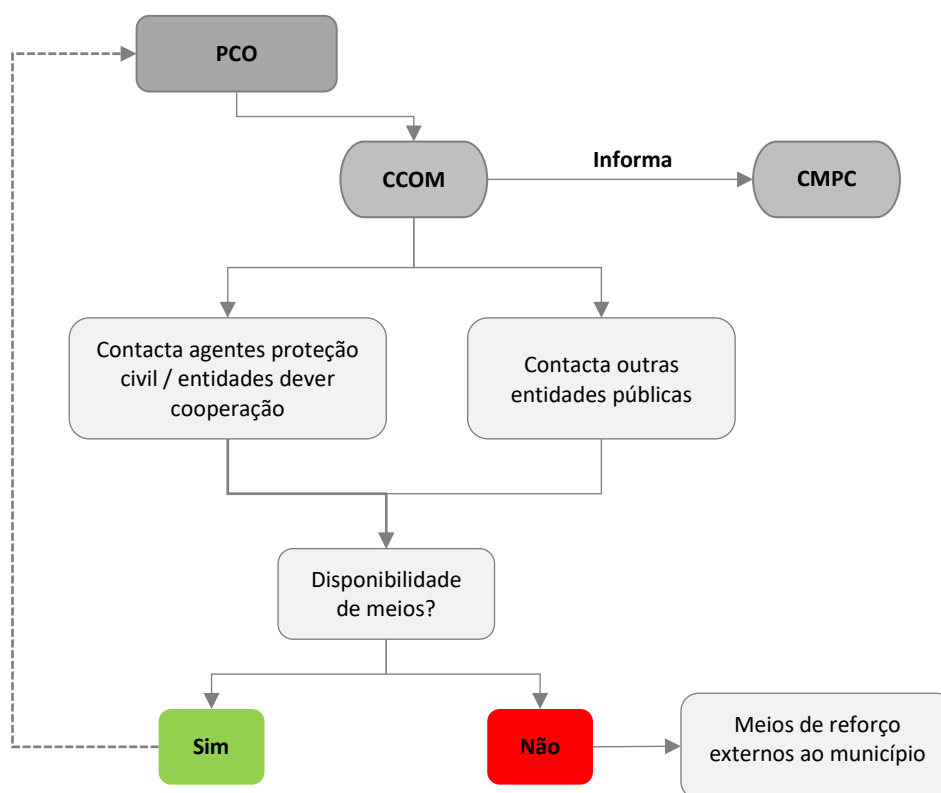 PCO
CCOM
Informa
CMPC
Contacta agentes proteção
civil / entidades dever
cooperação
Contacta outras
entidades públicas
Disponibilidade
de meios?
Sim
Não
Meios de reforço
externos ao município